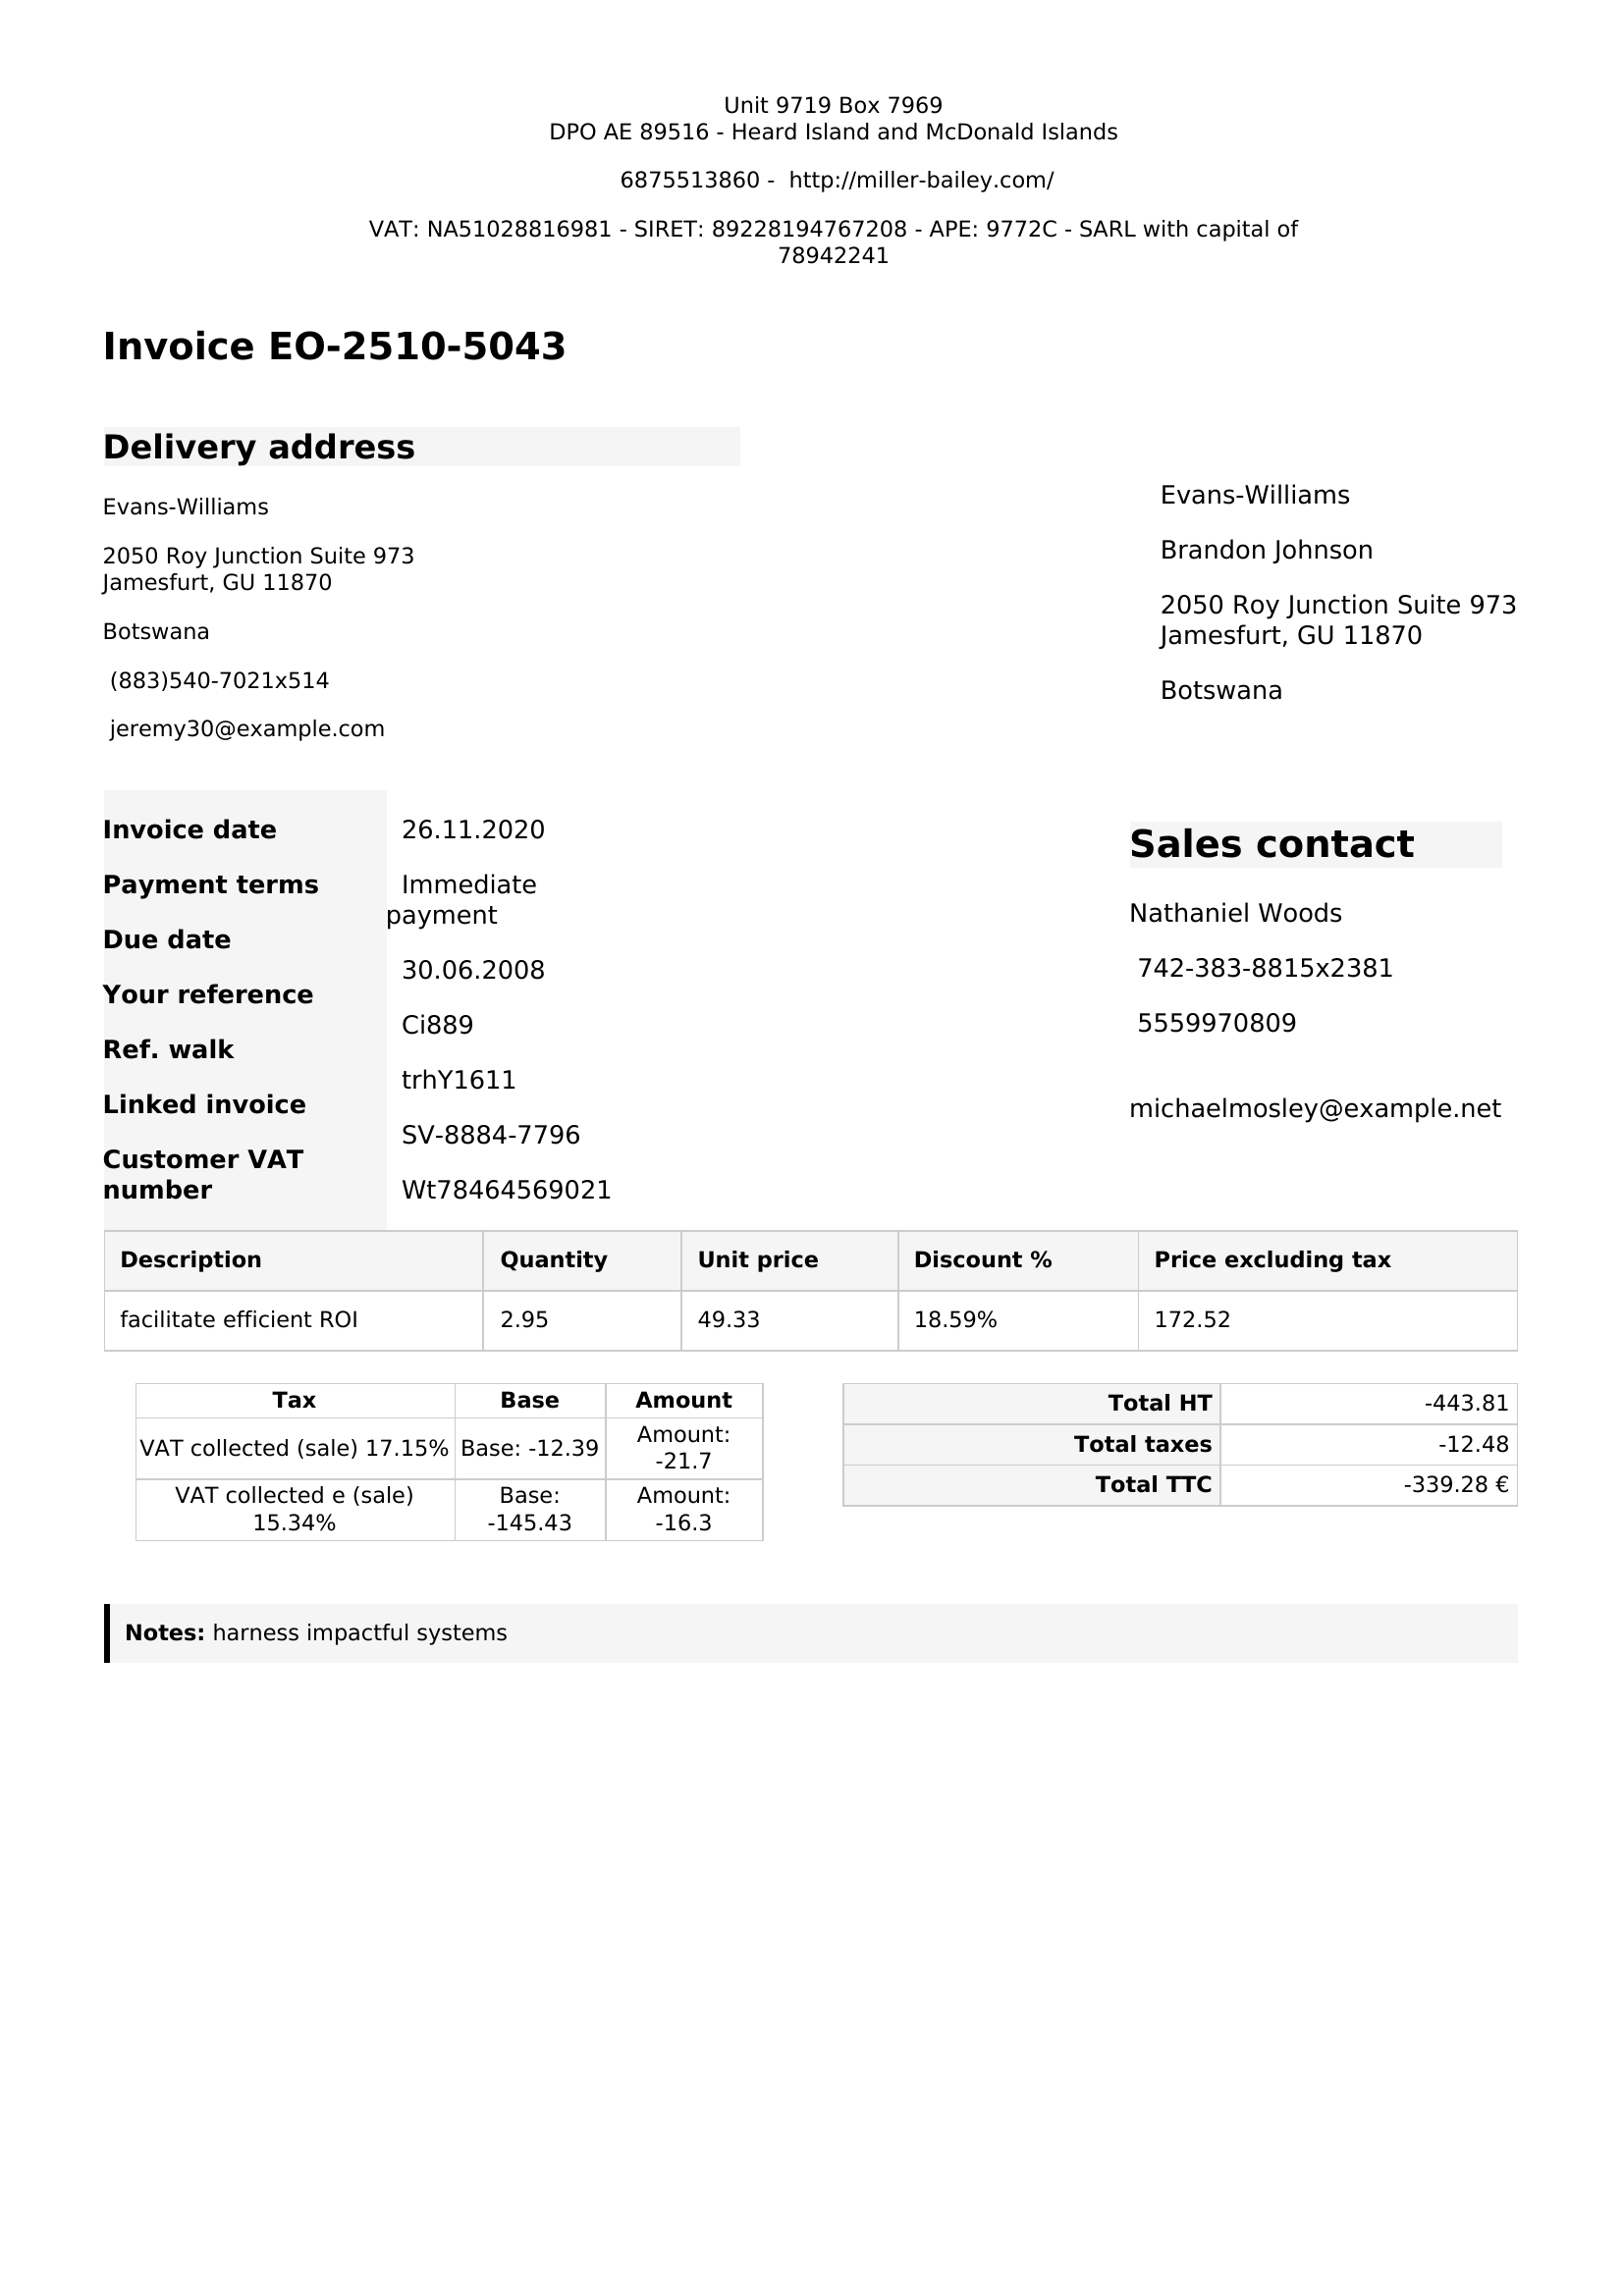 Unit 9719 Box 7969
DPO AE 89516 - Heard Island and McDonald Islands
6875513860 -  http://miller-bailey.com/
VAT: NA51028816981 - SIRET: 89228194767208 - APE: 9772C - SARL with capital of
78942241
Invoice EO-2510-5043
Delivery address
Evans-Williams
2050 Roy Junction Suite 973
Jamesfurt, GU 11870
Botswana
(883)540-7021x514
jeremy30@example.com
Evans-Williams
Brandon Johnson
2050 Roy Junction Suite 973
Jamesfurt, GU 11870
Botswana
Invoice date
Payment terms
Due date
Your reference
Ref. walk
Linked invoice
Customer VAT
number
26.11.2020
Immediate
payment
30.06.2008
Ci889
trhY1611
SV-8884-7796
Wt78464569021
Sales contact
Nathaniel Woods
742-383-8815x2381
5559970809
michaelmosley@example.net
Description Quantity Unit price Discount % Price excluding tax
facilitate efficient ROI 2.95 49.33 18.59% 172.52
Tax Base Amount
VAT collected (sale) 17.15% Base: -12.39 Amount:
-21.7
VAT collected e (sale) Base: Amount:
15.34% -145.43 -16.3
Total HT -443.81
Total taxes -12.48
Total TTC -339.28 €
Notes: harness impactful systems